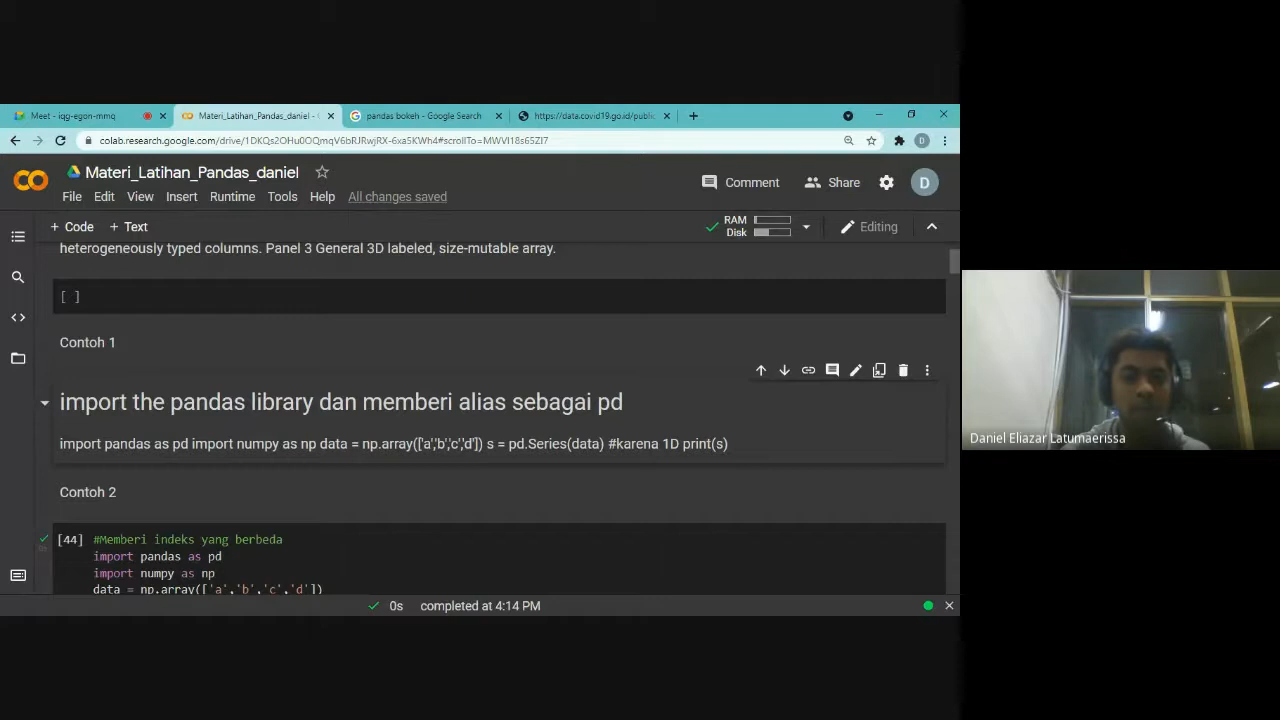 Meet - iqg-egon-mmq
Materi_Latihan_Pandas_daniel -
pandas bokeh - Google Search
https://data.covid19.go.id/public
colab.research.google.com/drive/1DKQs2OHu0OQmqV6bRJRwjRX-6xa5KWh4#scrollTo=MWVl18s65Zl7
D
Materi_Latihan_Pandas_daniel
Comment
Share
D
File Edit View Insert Runtime Tools Help All changes saved
+ Code + Text
RAM
Disk
Editing
heterogeneously typed columns. Panel 3 General 3D labeled, size-mutable array.
[ ]
Contoh 1
import the pandas library dan memberi alias sebagai pd
import pandas as pd import numpy as np data = np.array(['a','b','c','d']) s = pd.Series(data) #karena 1D print(s)
Daniel Eliazar Latumaerissa
Contoh 2
[44] #Memberi indeks yang berbeda
0s
import pandas as pd
import numpy as np
data = np.array(['a','b','c','d'])
0s completed at 4:14 PM